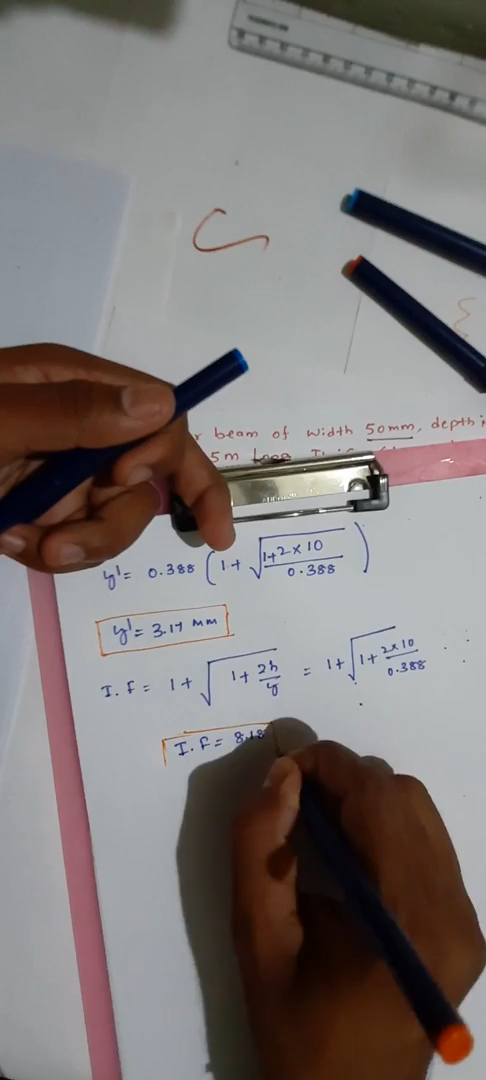 beam of width 50mm, depth
5m long
y' = 0.388 (1 + √(1+2×10/0.388))
y' = 3.17 mm
I.F = 1 + √(1 + 2h/y) = 1 + √(1 + 2×10/0.388)
I.F = 8.18